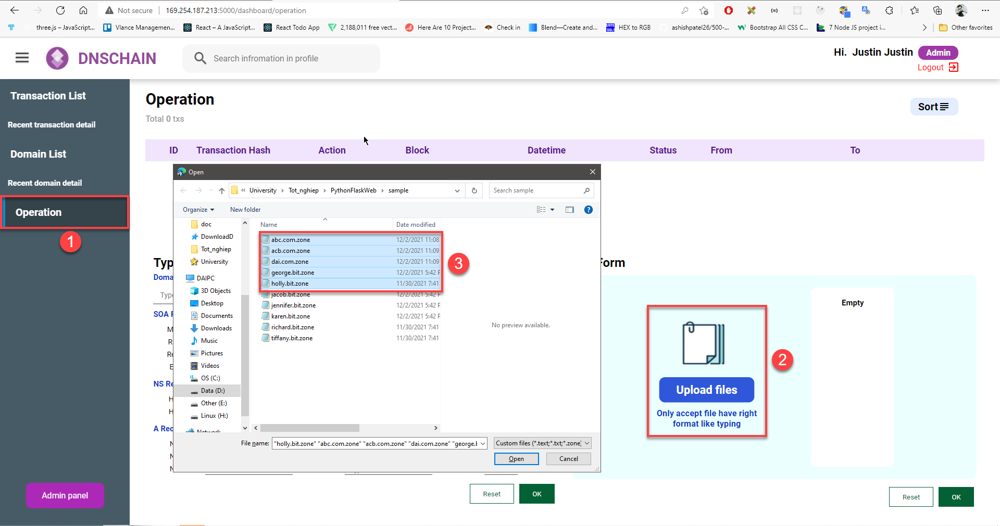 Not secure | 169.254.187.213:5000/dashboard/operation
three.js – JavaScript...
Vlance Managemen...
React – A JavaScript...
React Todo App
2,188,011 free vect...
Here Are 10 Project...
Check in
Blend—Create and...
HEX to RGB
ashishpatel26/500-...
Bootstrap All CSS C...
7 Node JS project i...
Other favorites
DNSCHAIN
Search infromation in profile
Hi. Justin Justin Admin
Logout
Transaction List
Recent transaction detail
Domain List
Recent domain detail
Operation
1
Admin panel
Operation
Total 0 txs
Sort
ID Transaction Hash Action Block Datetime Status From To
Open
« University › Tot_nghiep › PythonFlaskWeb › sample
Search sample
Organize New folder
doc
DownloadD
Tot_nghiep
University
DAIPC
3D Objects
Desktop
Documents
Downloads
Music
Pictures
Videos
OS (C:)
Data (D:)
Other (E:)
Linux (H:)
Network
Name Date modified
abc.com.zone 12/2/2021 11:08
acb.com.zone 12/2/2021 11:09
dai.com.zone 12/2/2021 11:09
george.bit.zone 12/2/2021 5:42 P
holly.bit.zone 11/30/2021 7:41
jacob.bit.zone 12/2/2021 5:42 P
jennifer.bit.zone 12/2/2021 5:42 P
karen.bit.zone 12/2/2021 5:42 P
richard.bit.zone 11/30/2021 7:41
tiffany.bit.zone 11/30/2021 7:41
3
No preview available.
File name: "holly.bit.zone" "abc.com.zone" "acb.com.zone" "dai.com.zone" "george.b
Custom files (*.text;*.txt;*.zone)
Open Cancel
Typ
Doma
Type
SOA R
M
R
Re
E
NS Re
H
H
A Rec
N
N
N
Reset OK
Form
Upload files
Only accept file have right
format like typing
2
Empty
Reset OK